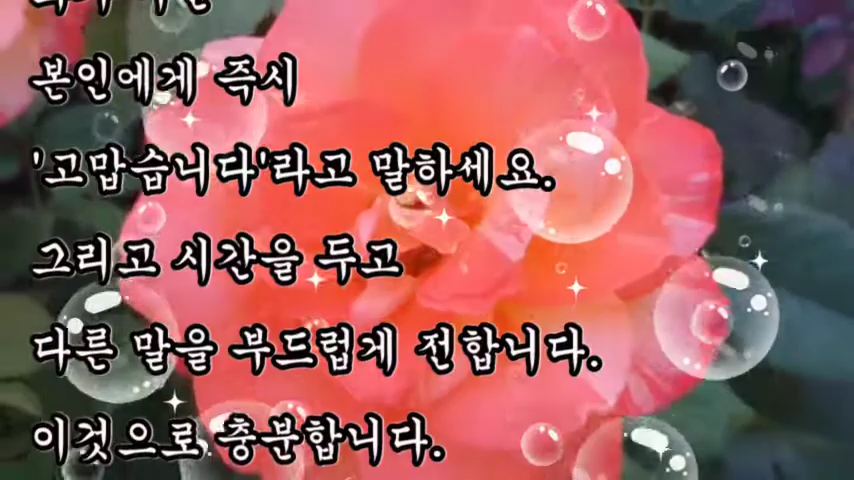 본인에게 즉시
'고맙습니다'라고 말하세요.
그리고 시간을 두고
다른 말을 부드럽게 전합니다.
이것으로 충분합니다.